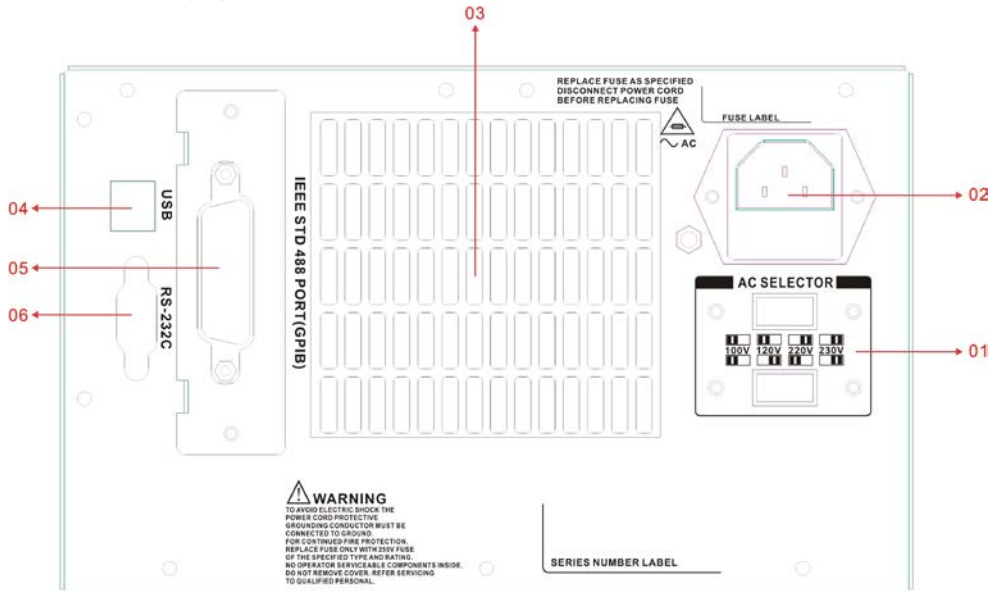 03
REPLACE FUSE AS SPECIFIED
DISCONNECT POWER CORD
BEFORE REPLACING FUSE
FUSE LABEL
AC
04
USB
02
05
IEEE STD 488 PORT(GPIB)
AC SELECTOR
06
RS-232C
100V 120V 220V 230V
01
WARNING
TO AVOID ELECTRIC SHOCK THE
POWER CORD PROTECTIVE
GROUNDING CONDUCTOR MUST BE
CONNECTED TO GROUND.
FOR CONTINUED FIRE PROTECTION.
REPLACE FUSE ONLY WITH 250V FUSE
OF THE SPECIFIED TYPE AND RATING.
NO OPERATOR SERVICEABLE COMPONENTS INSIDE.
DO NOT REMOVE COVER. REFER SERVICING
TO QUALIFIED PERSONAL.
SERIES NUMBER LABEL